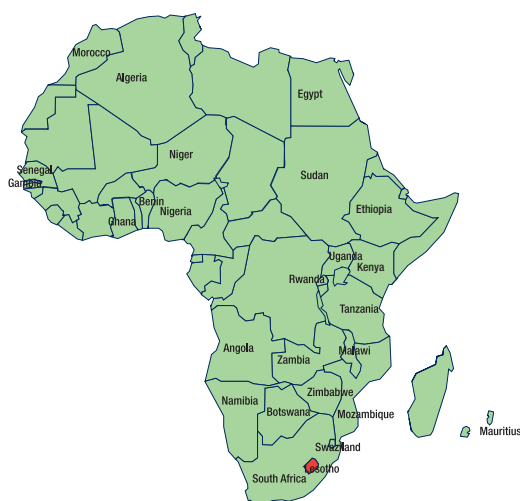 Morocco
Algeria
Egypt
Niger
Senegal
Sudan
Gambia
Benin
Ethiopia
Nigeria
Ghana
Uganda
Kenya
Rwanda
Tanzania
Angola
Malawi
Zambia
Zimbabwe
Namibia
Botswana
Mozambique
Mauritius
Swaziland
Lesotho
South Africa